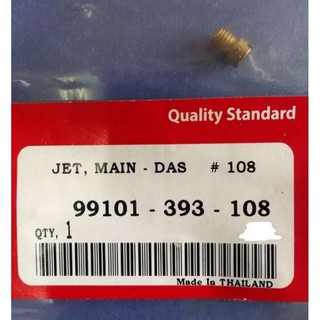 Quality Standard
JET, MAIN - DAS # 108
99101 - 393 - 108
QTY, 1
Made In THAILAND